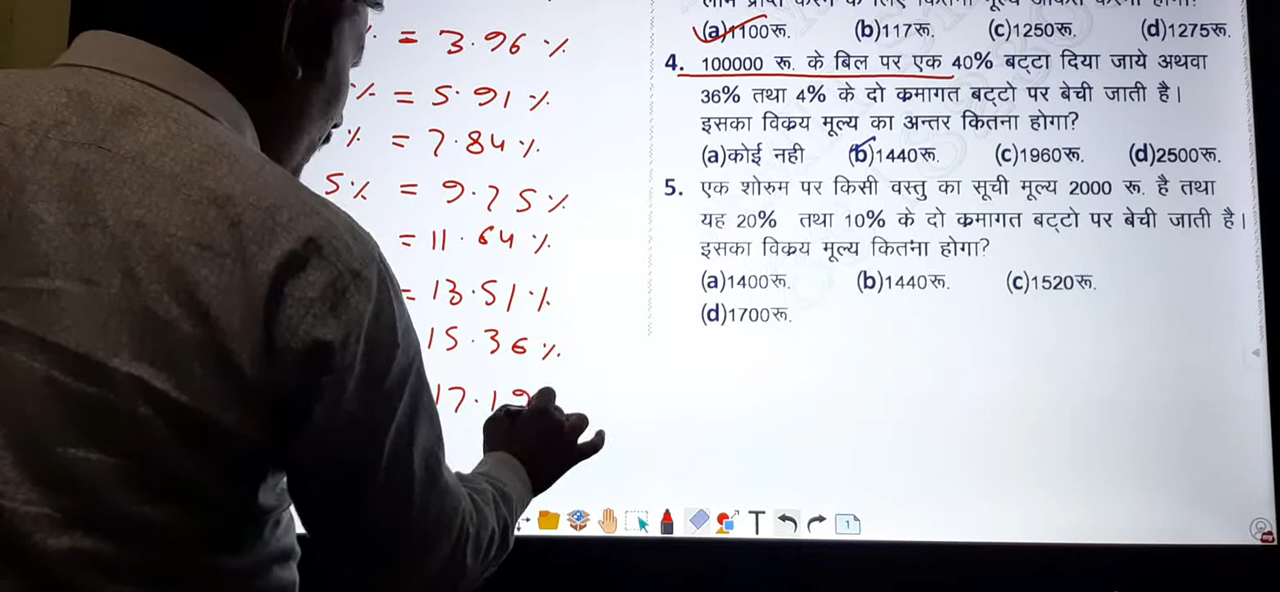 % = 3.96 %
% = 5.91 %
% = 7.84 %
5% = 9.75 %
= 11.64 %
= 13.51 %
15.36 %
17.19
(a)1100रू. (b)117रू. (c)1250रू. (d)1275रू.
4. 100000 रू. के बिल पर एक 40% बट्टा दिया जाये अथवा
36% तथा 4% के दो क्रमागत बट्टो पर बेची जाती है।
इसका विक्रय मूल्य का अन्तर कितना होगा?
(a)कोई नही (b)1440रू. (c)1960रू. (d)2500रू.
5. एक शोरुम पर किसी वस्तु का सूची मूल्य 2000 रू. है तथा
यह 20% तथा 10% के दो क्रमागत बट्टो पर बेची जाती है।
इसका विक्रय मूल्य कितना होगा?
(a)1400रू. (b)1440रू. (c)1520रू.
(d)1700रू.
T 1